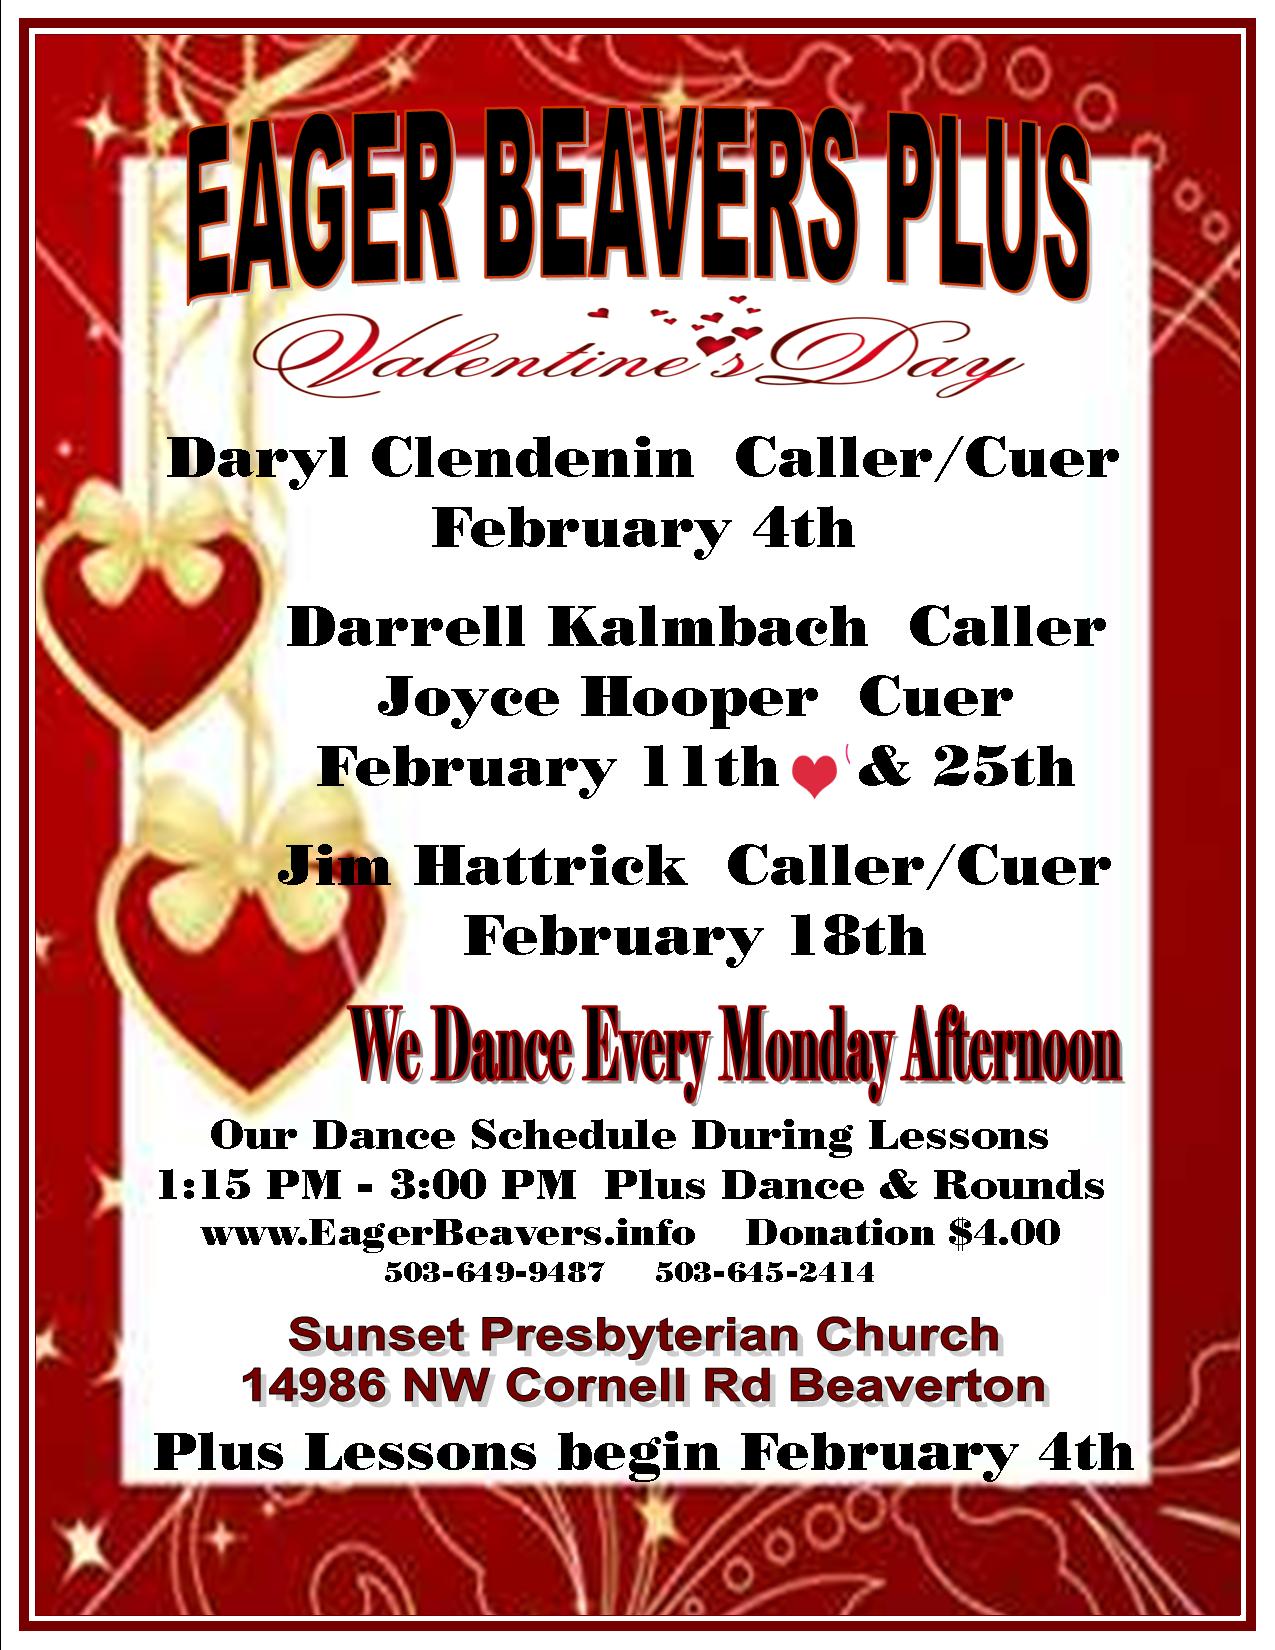 EAGER BEAVERS PLUS
Valentine's Day
Daryl Clendenin Caller/Cuer
February 4th
Darrell Kalmbach Caller
Joyce Hooper Cuer
February 11th & 25th
Jim Hattrick Caller/Cuer
February 18th
We Dance Every Monday Afternoon
Our Dance Schedule During Lessons
1:15 PM - 3:00 PM Plus Dance & Rounds
www.EagerBeavers.info Donation $4.00
503-649-9487 503-645-2414
Sunset Presbyterian Church
14986 NW Cornell Rd Beaverton
Plus Lessons begin February 4th